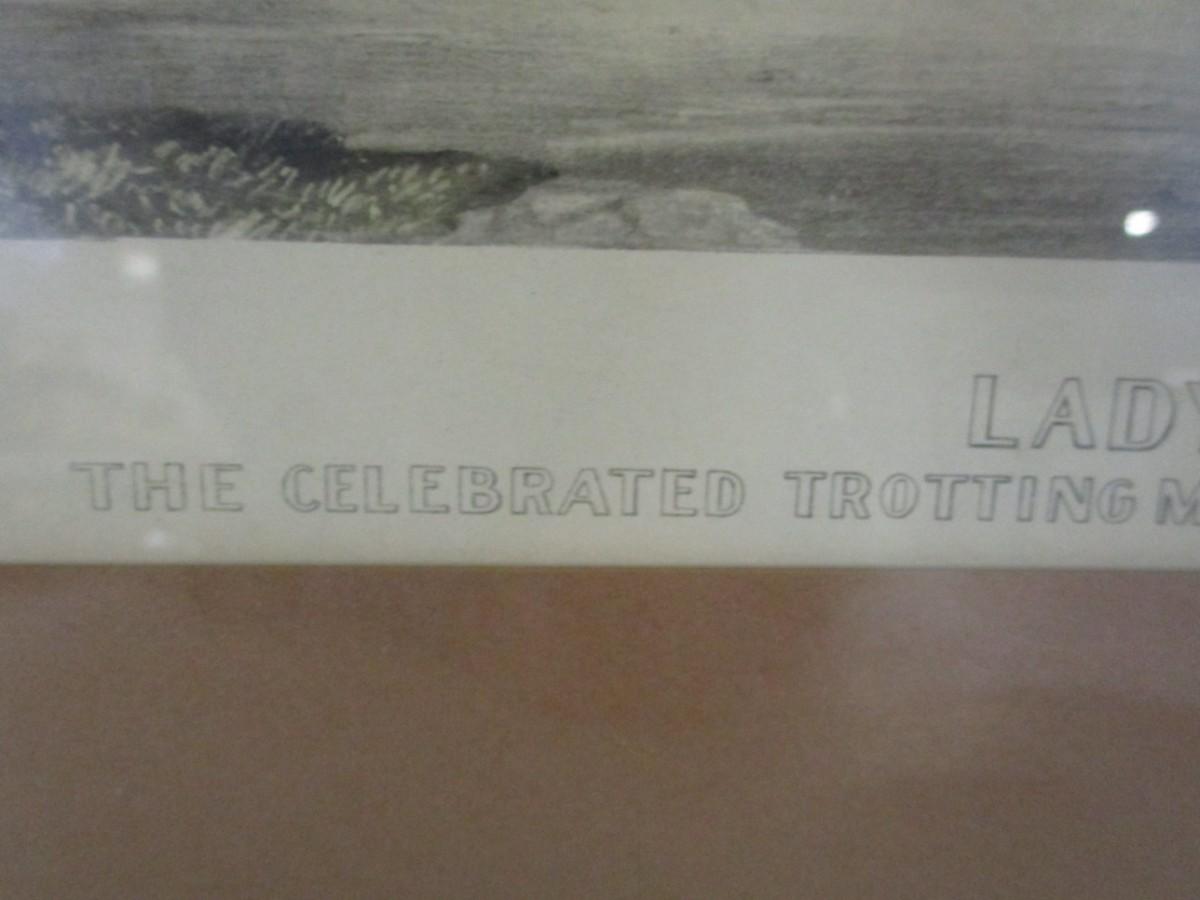 LADY
THE CELEBRATED TROTTING M